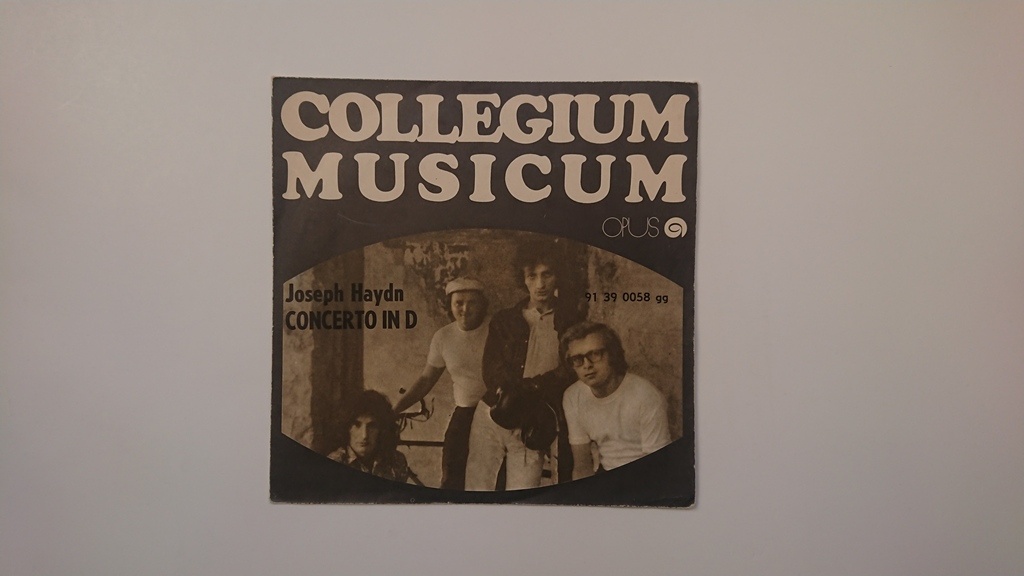 COLLEGIUM
MUSICUM
OPUS
Joseph Haydn
CONCERTO IN D
91 39 0058 gg